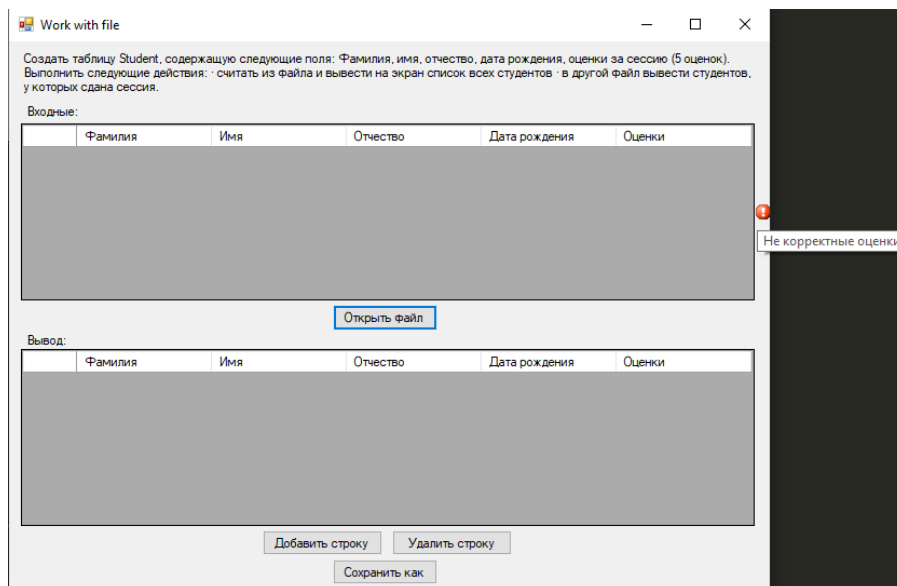 Work with file
Создать таблицу Student, содержащую следующие поля: Фамилия, имя, отчество, дата рождения, оценки за сессию (5 оценок).
Выполнить следующие действия: · считать из файла и вывести на экран список всех студентов · в другой файл вывести студентов,
у которых сдана сессия.
Входные:
Фамилия Имя Отчество Дата рождения Оценки
Не корректные оценки
Открыть файл
Вывод:
Фамилия Имя Отчество Дата рождения Оценки
Добавить строку Удалить строку
Сохранить как